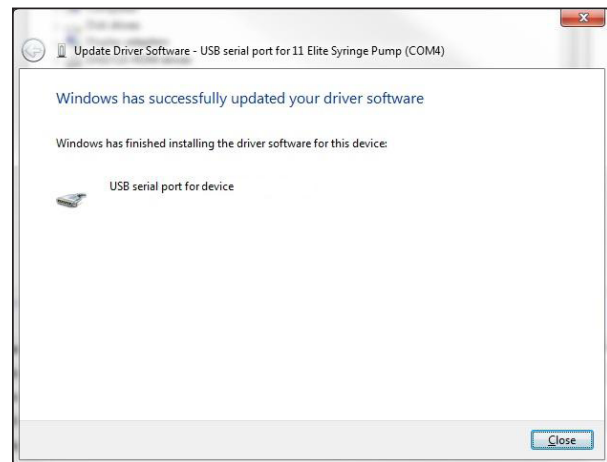 Update Driver Software - USB serial port for 11 Elite Syringe Pump (COM4)
Windows has successfully updated your driver software
Windows has finished installing the driver software for this device:
USB serial port for device
Close